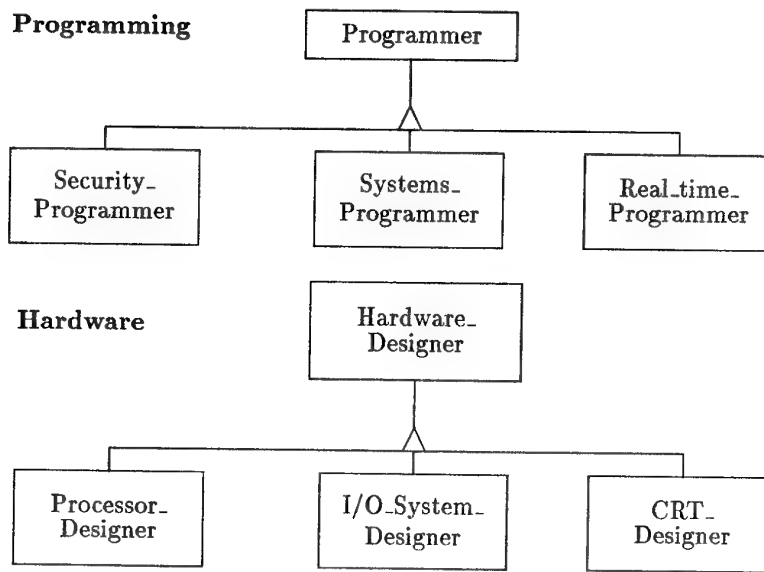 Programming
Programmer
Security_
Programmer
Systems_
Programmer
Real_time_
Programmer
Hardware
Hardware_
Designer
Processor_
Designer
I/O_System_
Designer
CRT_
Designer